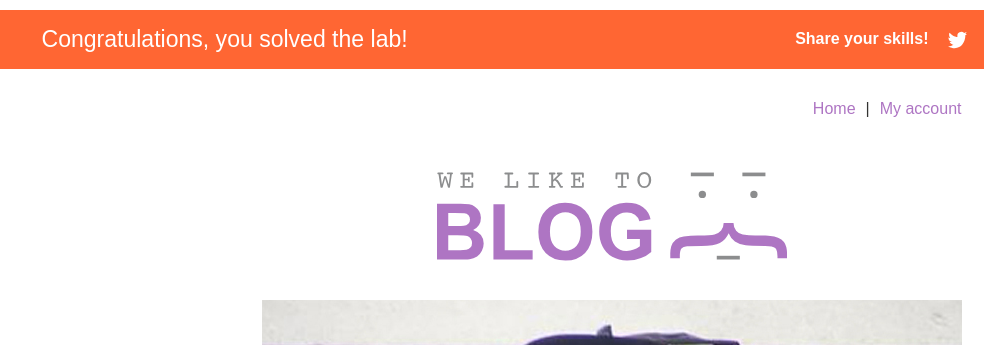 Congratulations, you solved the lab!
Share your skills!
Home | My account
WE LIKE TO
BLOG